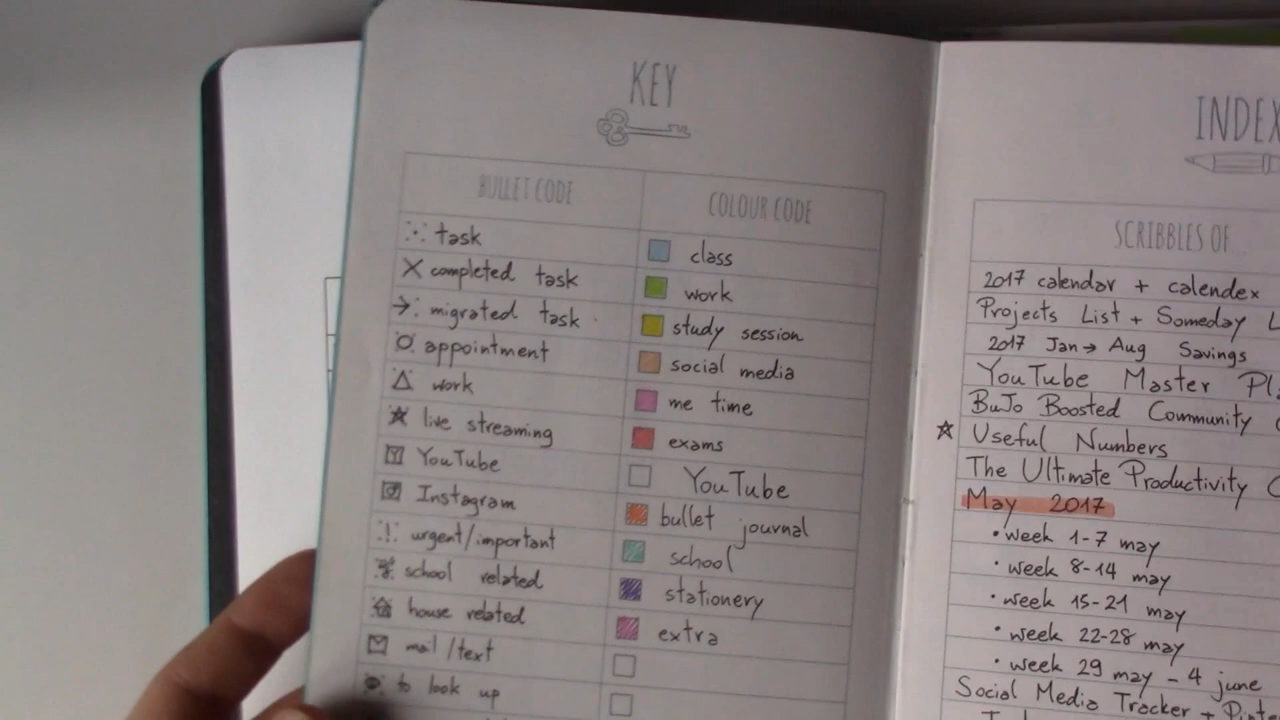 KEY
BULLET CODE
task
completed task
migrated task
appointment
work
live streaming
YouTube
Instagram
urgent/important
school related
house related
mail/text
to look up
COLOUR CODE
class
work
study session
social media
me time
exams
YouTube
bullet journal
school
stationery
extra
INDEX
SCRIBBLES OF
2017 calendar + calendex
Projects List + Someday L
2017 Jan → Aug Savings
YouTube Master
BuJo Boosted Community
Useful Numbers
The Ultimate Productivity
May 2017
• week 1-7 may
• week 8-14 may
• week 15-21 may
• week 22-28 may
• week 29 may - 4 june
Social Media Tracker +